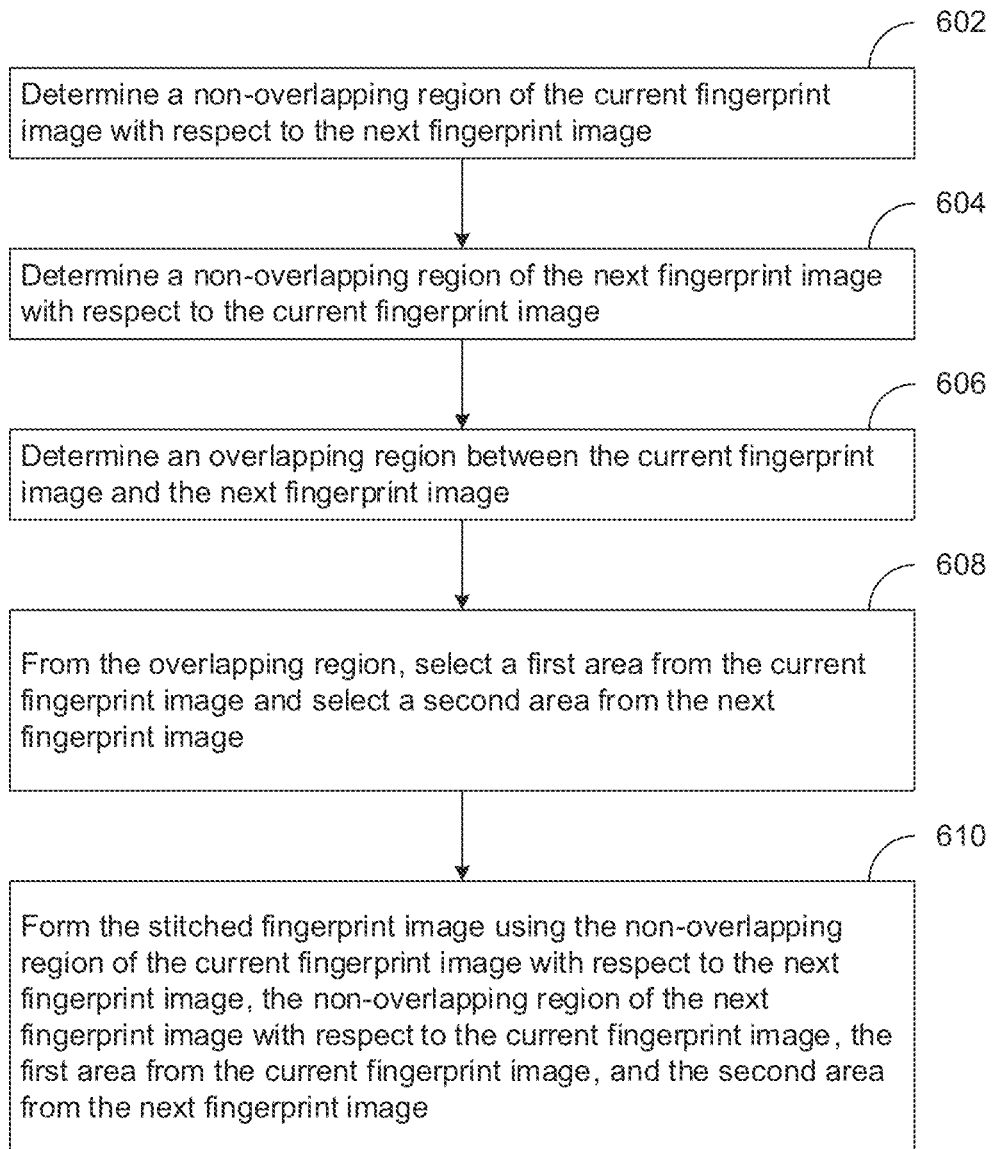 602
Determine a non-overlapping region of the current fingerprint
image with respect to the next fingerprint image
604
Determine a non-overlapping region of the next fingerprint image
with respect to the current fingerprint image
606
Determine an overlapping region between the current fingerprint
image and the next fingerprint image
608
From the overlapping region, select a first area from the current
fingerprint image and select a second area from the next
fingerprint image
610
Form the stitched fingerprint image using the non-overlapping
region of the current fingerprint image with respect to the next
fingerprint image, the non-overlapping region of the next
fingerprint image with respect to the current fingerprint image, the
first area from the current fingerprint image, and the second area
from the next fingerprint image